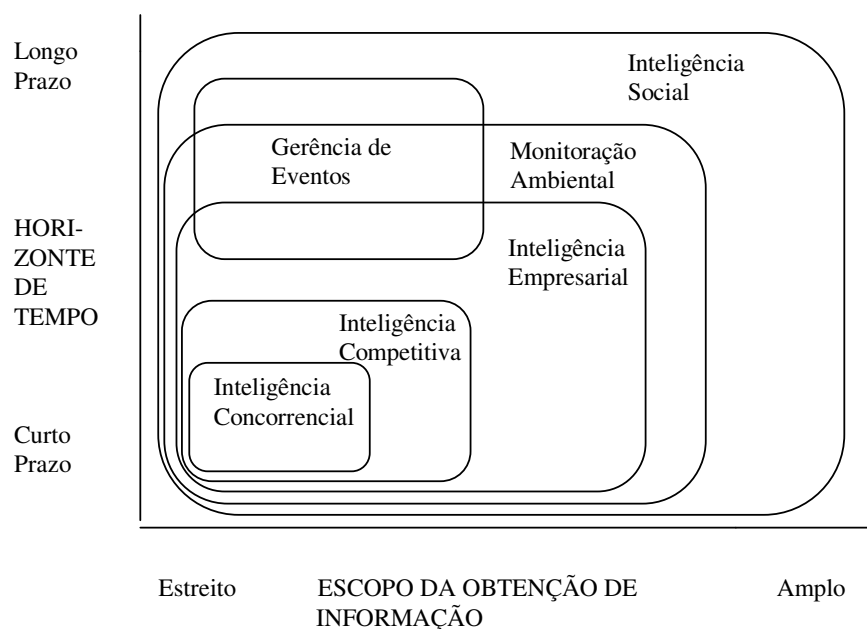 Longo
Prazo
Inteligência
Social
Gerência de
Eventos
Monitoração
Ambiental
HORI-
ZONTE
DE
TEMPO
Inteligência
Empresarial
Inteligência
Competitiva
Inteligência
Concorrencial
Curto
Prazo
Estreito
ESCOPO DA OBTENÇÃO DE
INFORMAÇÃO
Amplo